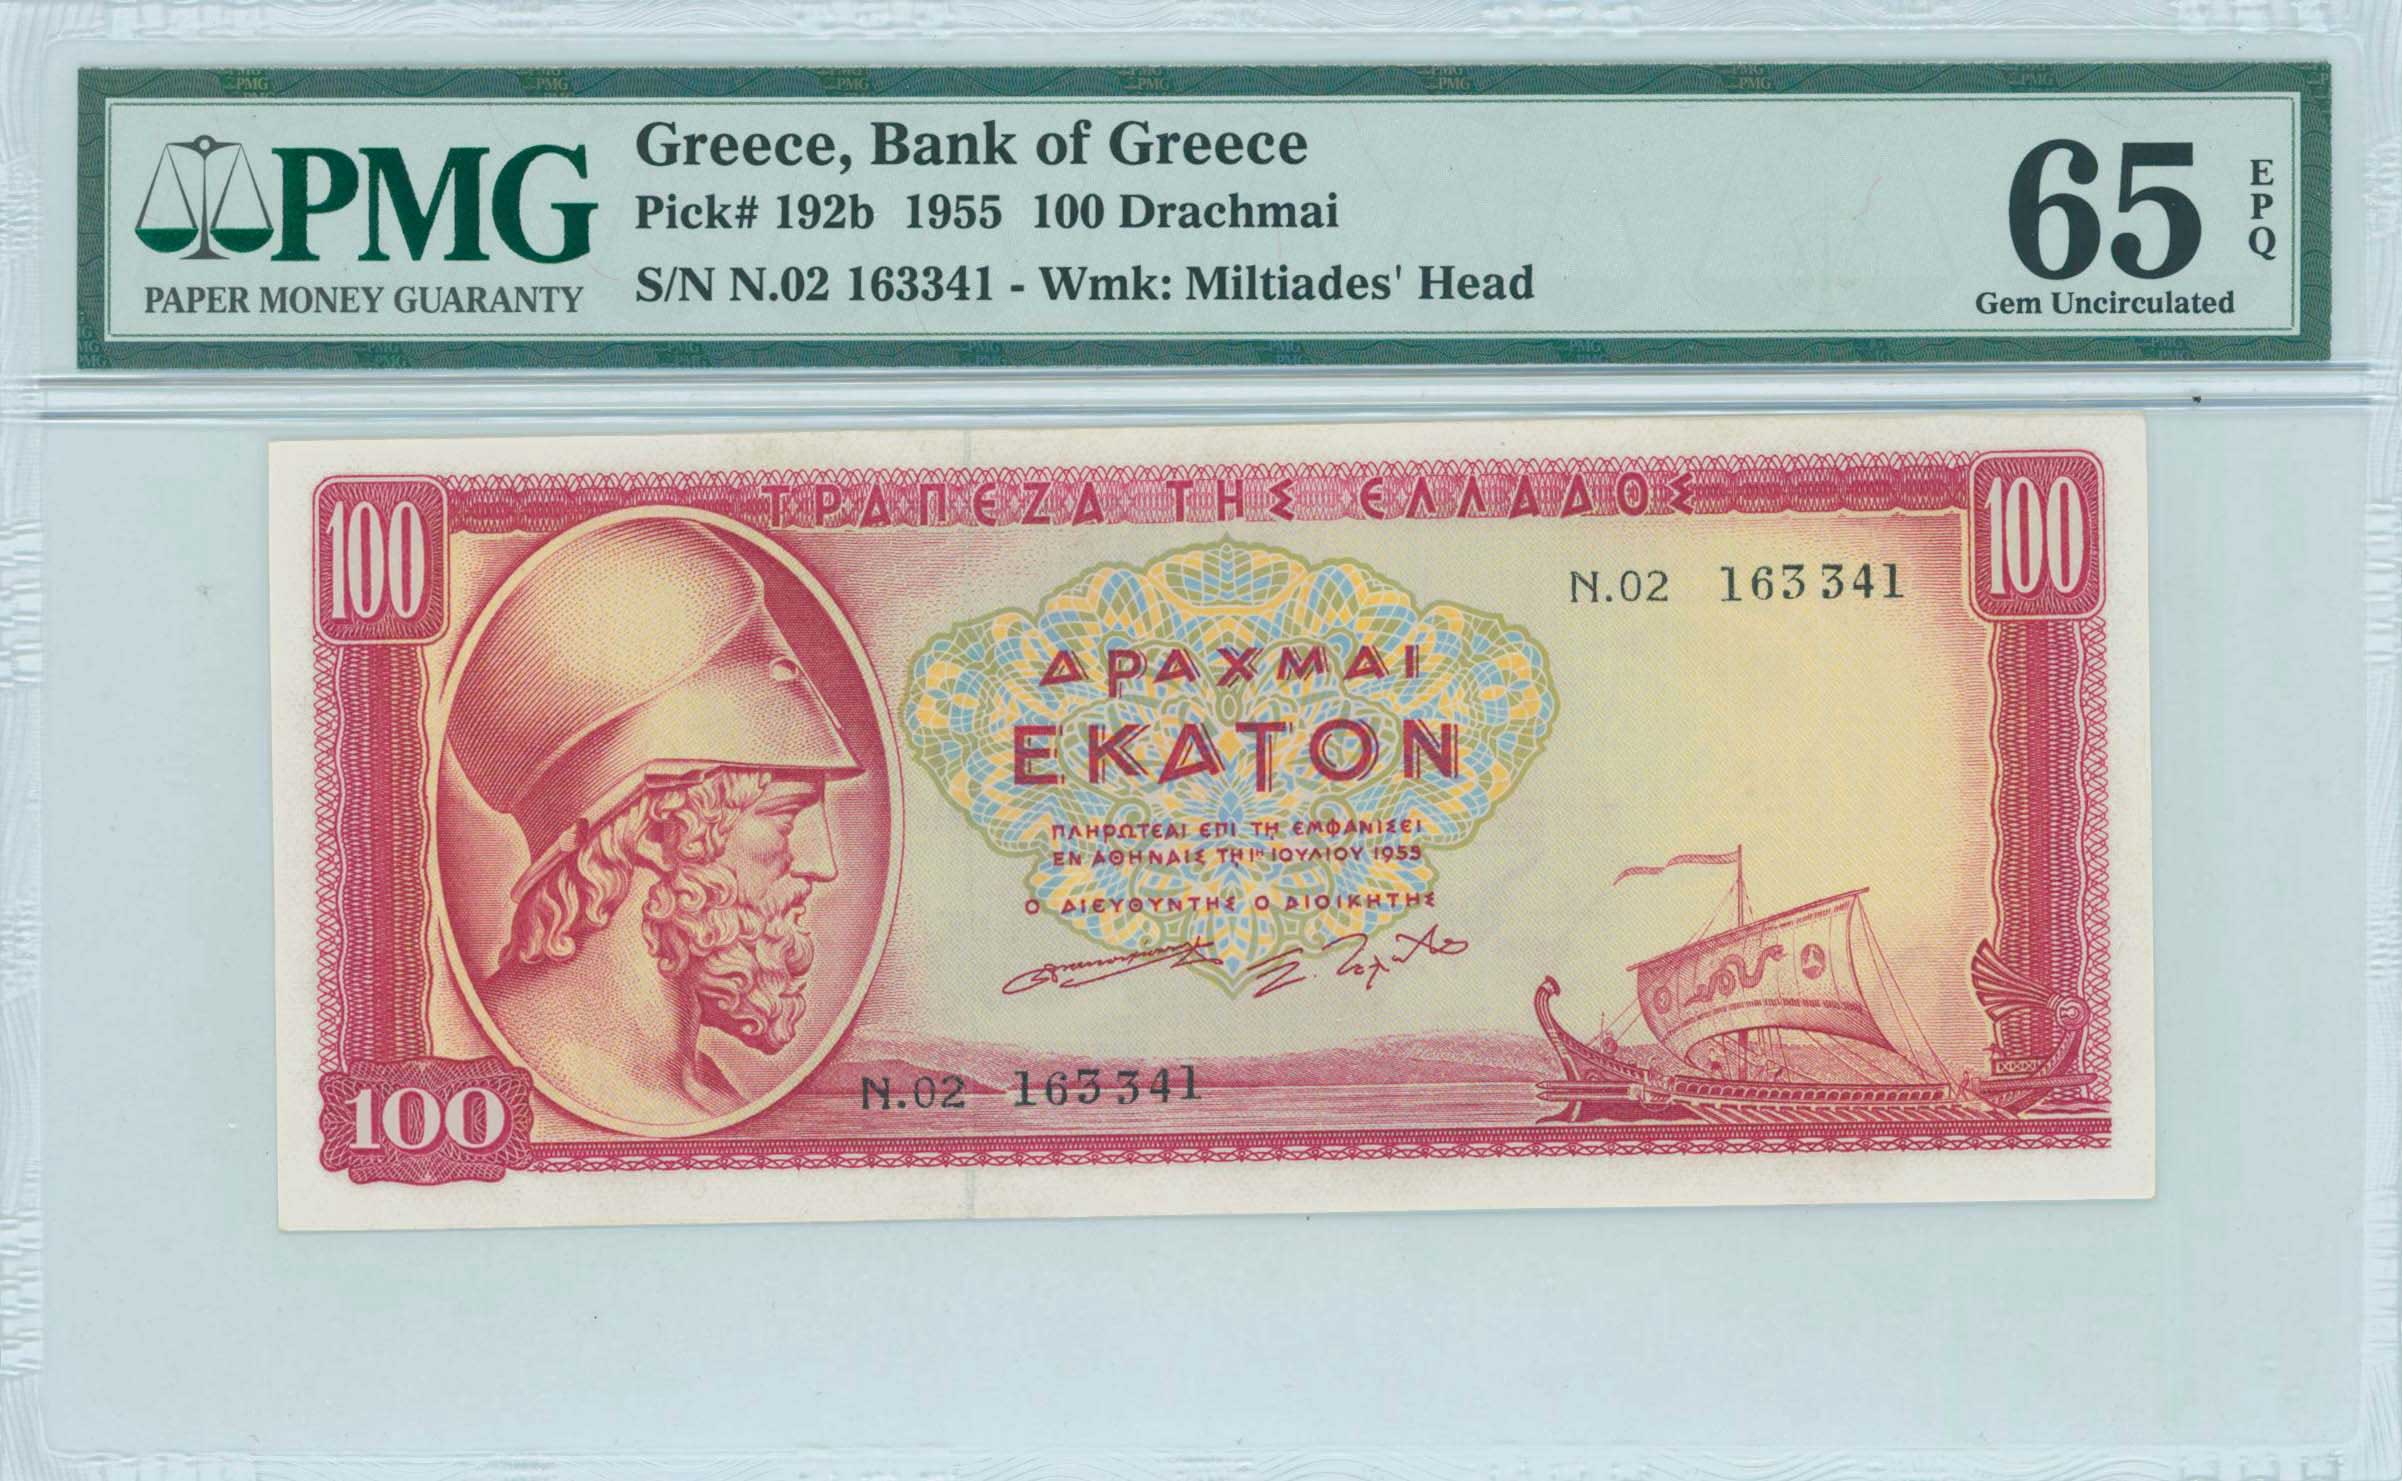 PMG
PAPER MONEY GUARANTY
Greece, Bank of Greece
Pick# 192b 1955 100 Drachmai
S/N N.02 163341 - Wmk: Miltiades' Head
65
EPQ
Gem Uncirculated
100
ΤΡΑΠΕΖΑ ΤΗΣ ΕΛΛΑΔΟΣ
100
N.02 163341
ΔΡΑΧΜΑΙ
ΕΚΑΤΟΝ
ΠΛΗΡΩΤΕΑΙ ΕΠΙ ΤΗ ΕΜΦΑΝΙΣΕΙ
ΕΝ ΑΘΗΝΑΙΣ ΤΗ 1ῃ ΙΟΥΛΙΟΥ 1955
Ο ΔΙΕΥΘΥΝΤΗΣ Ο ΔΙΟΙΚΗΤΗΣ
N.02 163341
100